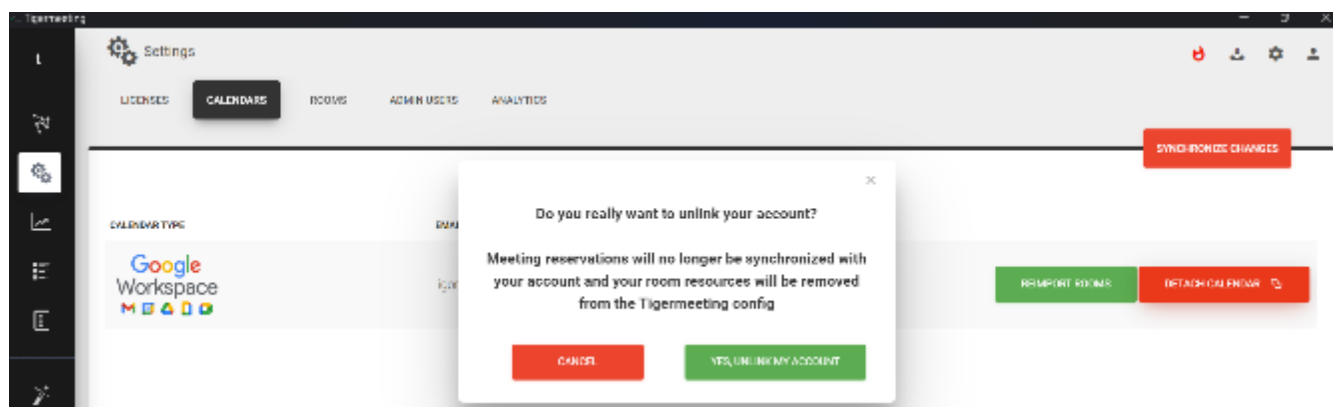 Tigermeeting
Settings
LICENSES CALENDARS ROOMS ADMIN USERS ANALYTICS
SYNCHRONIZE CHANGES
Do you really want to unlink your account?
CALENDAR TYPE
Meeting reservations will no longer be synchronized with
your account and your room resources will be removed
from the Tigermeeting config
Google
Workspace
REIMPORT ROOMS DETACH CALENDAR
CANCEL YES, UNLINK MY ACCOUNT